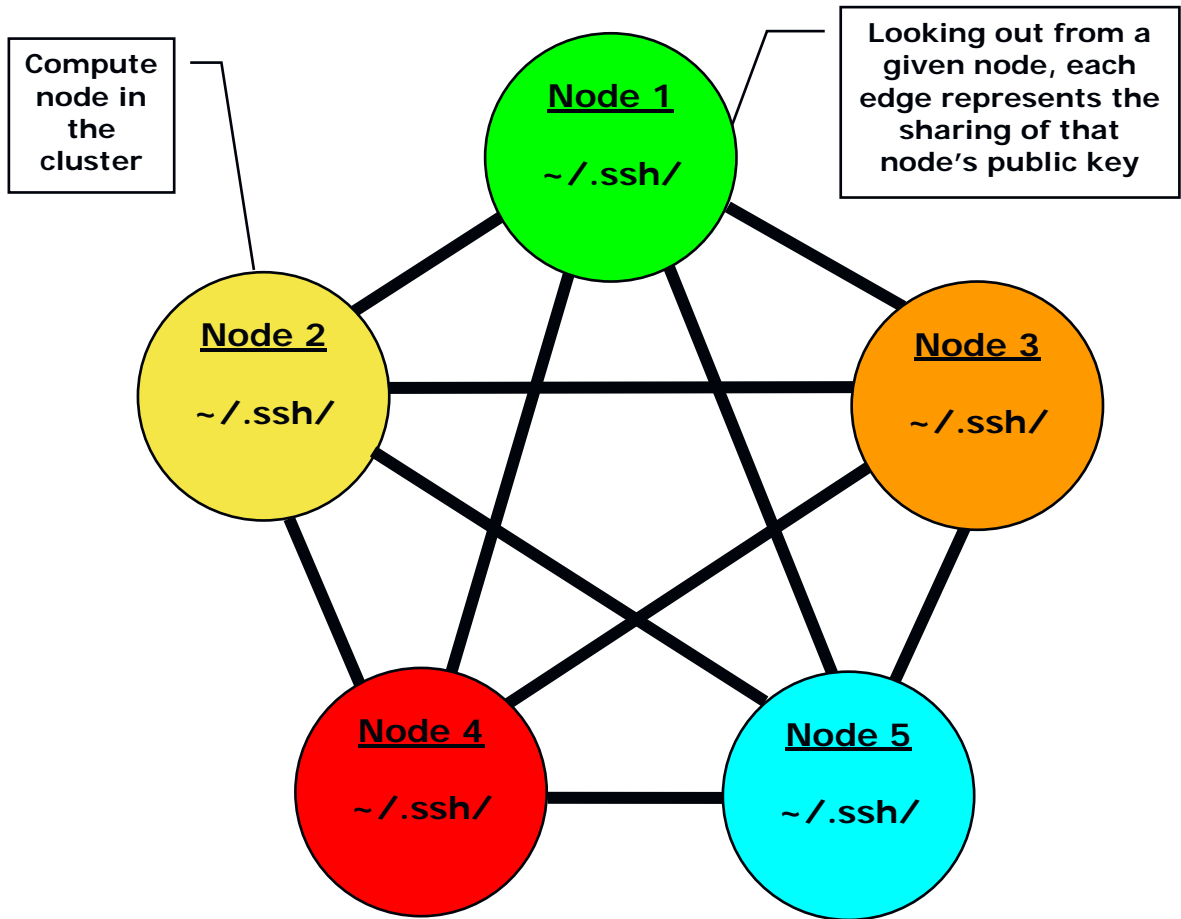 Compute
node in
the
cluster
Looking out from a
given node, each
edge represents the
sharing of that
node's public key
Node 1
~/.ssh/
Node 2
~/.ssh/
Node 3
~/.ssh/
Node 4
~/.ssh/
Node 5
~/.ssh/